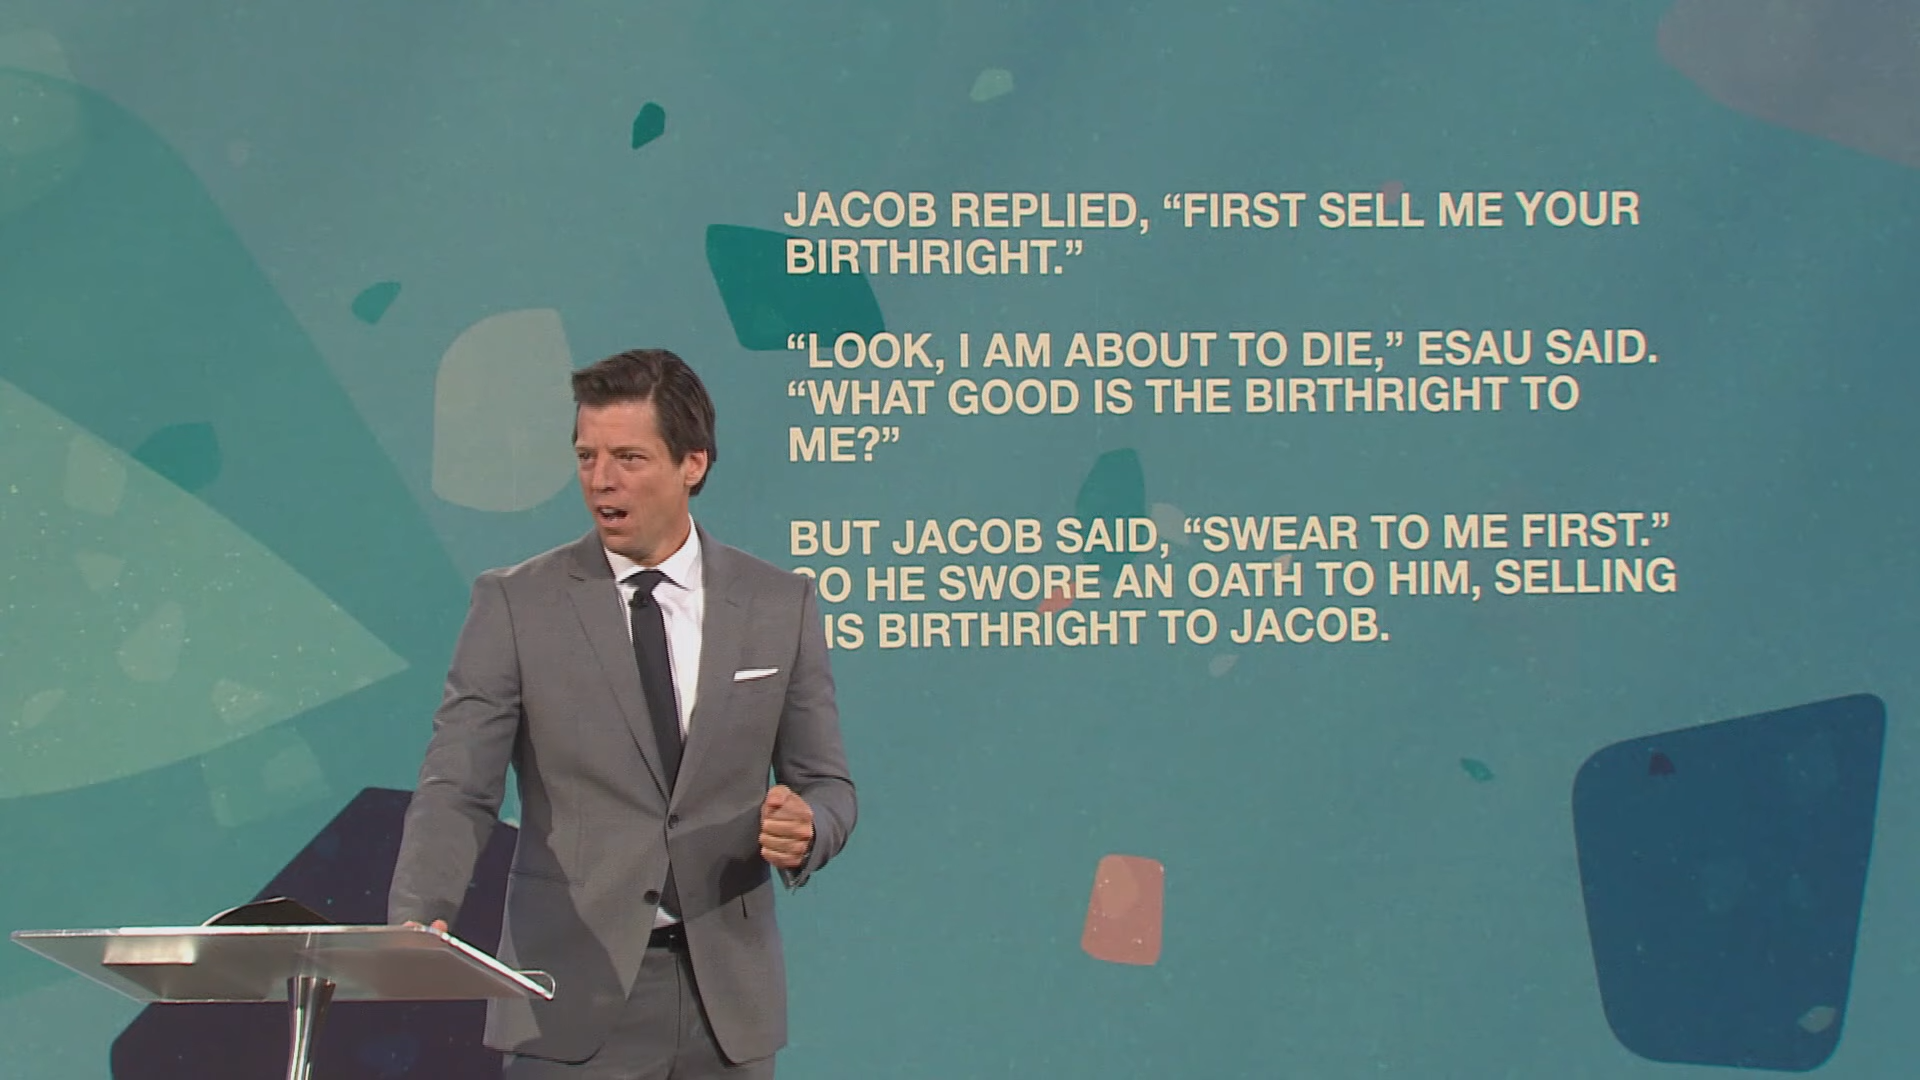 JACOB REPLIED, “FIRST SELL ME YOUR
BIRTHRIGHT.”
“LOOK, I AM ABOUT TO DIE,” ESAU SAID.
“WHAT GOOD IS THE BIRTHRIGHT TO
ME?”
BUT JACOB SAID, “SWEAR TO ME FIRST.”
SO HE SWORE AN OATH TO HIM, SELLING
IS BIRTHRIGHT TO JACOB.